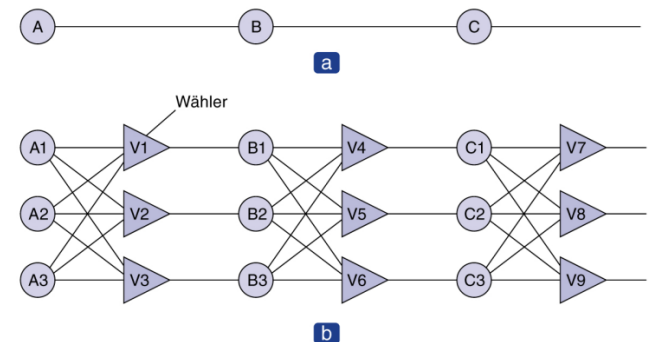 A B C
a
Wähler
A1 V1 B1 V4 C1 V7
A2 V2 B2 V5 C2 V8
A3 V3 B3 V6 C3 V9
b